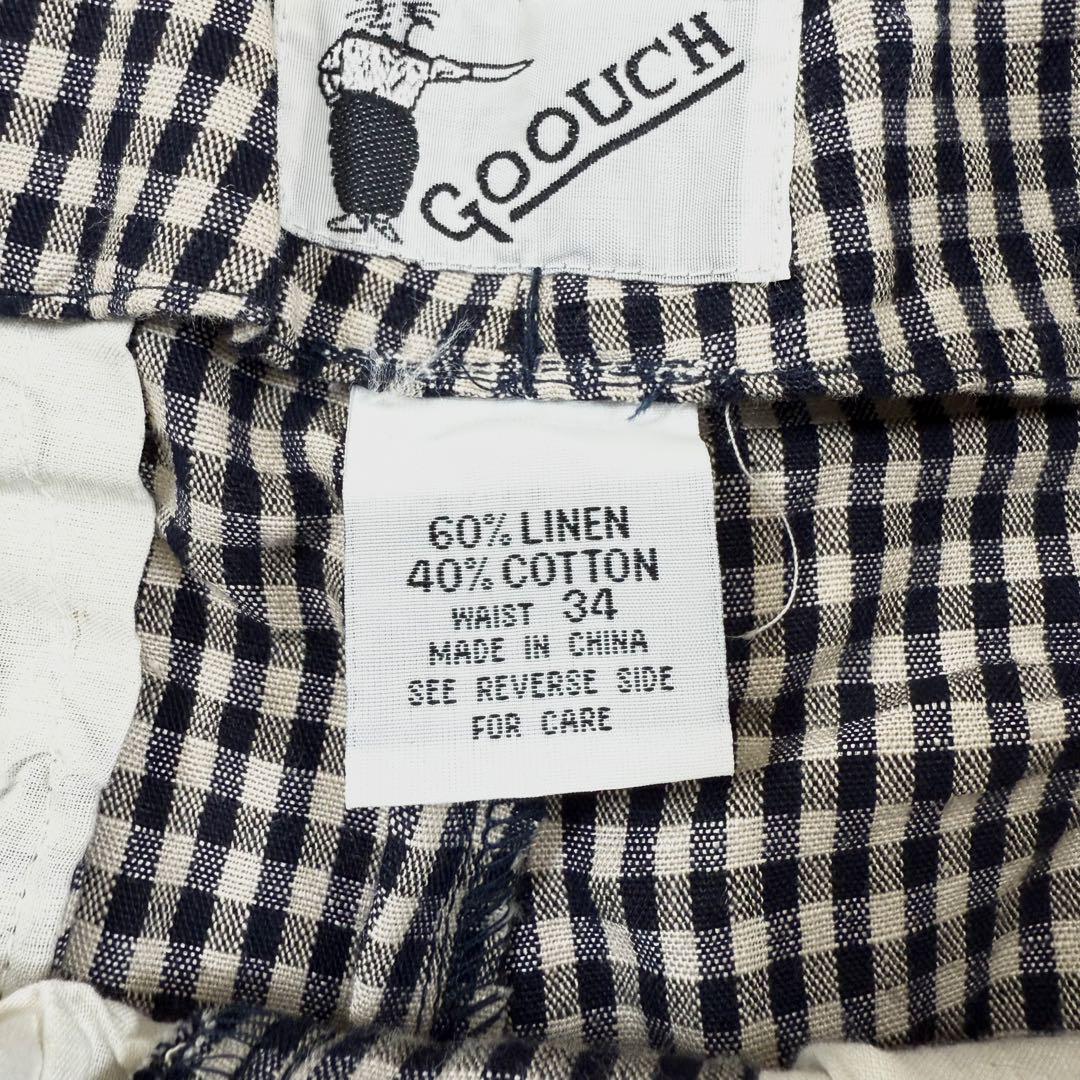 GOOUCH
60% LINEN
40% COTTON
WAIST 34
MADE IN CHINA
SEE REVERSE SIDE
FOR CARE